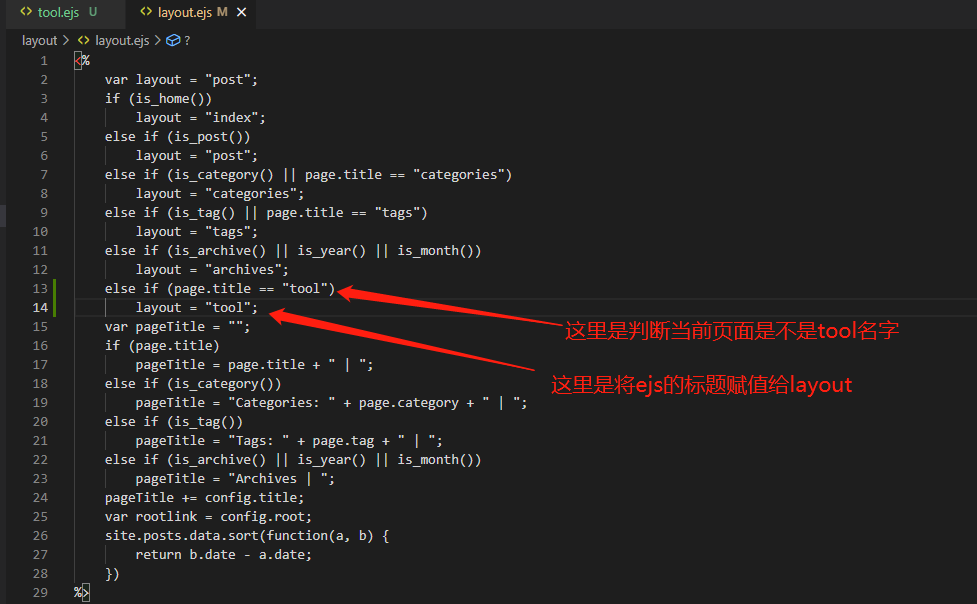 tool.ejs U layout.ejs M
layout > layout.ejs > ?
1 <%
2 var layout = "post";
3 if (is_home())
4 layout = "index";
5 else if (is_post())
6 layout = "post";
7 else if (is_category() || page.title == "categories")
8 layout = "categories";
9 else if (is_tag() || page.title == "tags")
10 layout = "tags";
11 else if (is_archive() || is_year() || is_month())
12 layout = "archives";
13 else if (page.title == "tool")
14 layout = "tool";
15 var pageTitle = "";
这里是判断当前页面是不是tool名字
16 if (page.title)
17 pageTitle = page.title + " | ";
18 else if (is_category())
这里是将ejs的标题赋值给layout
19 pageTitle = "Categories: " + page.category + " | ";
20 else if (is_tag())
21 pageTitle = "Tags: " + page.tag + " | ";
22 else if (is_archive() || is_year() || is_month())
23 pageTitle = "Archives | ";
24 pageTitle += config.title;
25 var rootlink = config.root;
26 site.posts.data.sort(function(a, b) {
27 return b.date - a.date;
28 })
29 %>